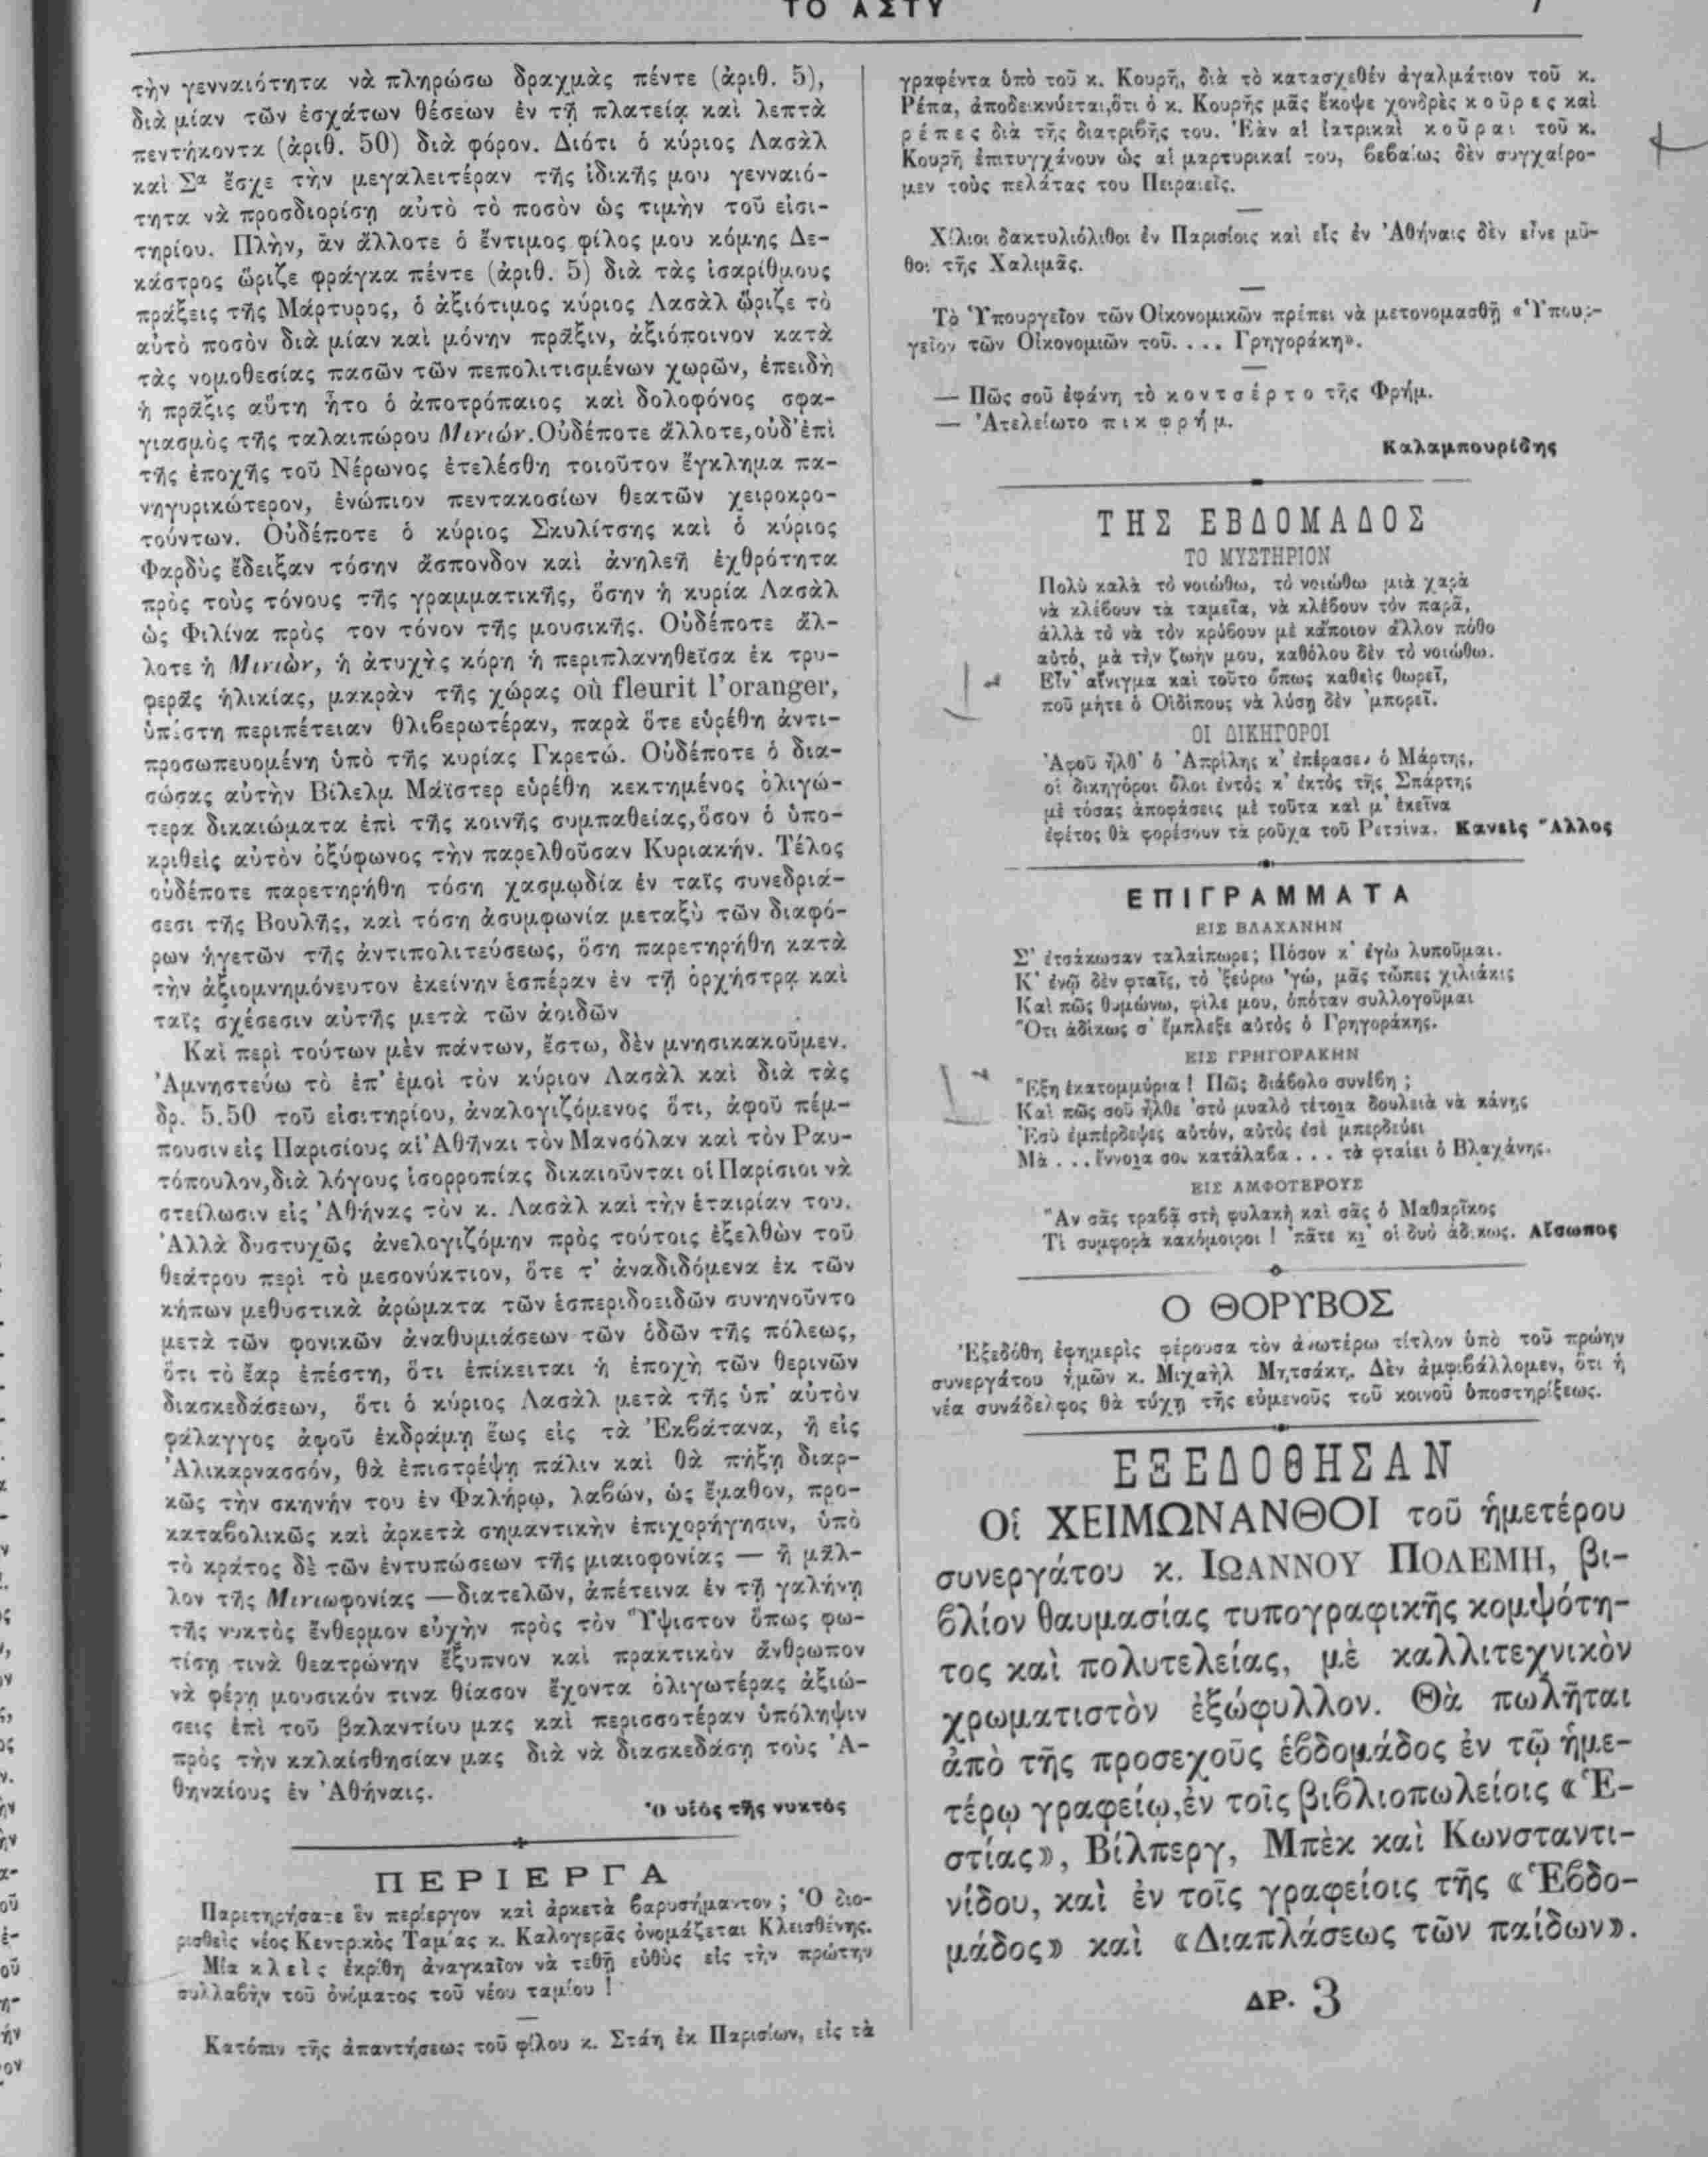 ΤΟ ΑΣΤΥ
7
τὴν γενναιότητα νὰ πληρώσω δραχμὰς πέντε (ἀριθ. 5),
διὰ μίαν τῶν ἐσχάτων θέσεων ἐν τῇ πλατείᾳ καὶ λεπτὰ
πεντήκοντα (ἀριθ. 50) διὰ φόρον. Διότι ὁ κύριος Λασὰλ
καὶ Σα ἔσχε τὴν μεγαλειτέραν τῆς ἰδικῆς μου γενναιό-
τητα νὰ προσδιορίσῃ αὐτὸ τὸ ποσὸν ὡς τιμὴν τοῦ εἰσι-
τηρίου. Πλὴν, ἂν ἄλλοτε ὁ ἔντιμος φίλος μου κόμης Δε-
κάστρος ὥριζε φράγκα πέντε (ἀριθ. 5) διὰ τὰς ἰσαρίθμους
πράξεις τῆς Μάρτυρος, ὁ ἀξιότιμος κύριος Λασὰλ ὥριζε τὸ
αὐτὸ ποσὸν διὰ μίαν καὶ μόνην πρᾶξιν, ἀξιόποινον κατὰ
τὰς νομοθεσίας πασῶν τῶν πεπολιτισμένων χωρῶν, ἐπειδὴ
ἡ πρᾶξις αὕτη ἦτο ὁ ἀποτρόπαιος καὶ δολοφόνος σφα-
γιασμὸς τῆς ταλαιπώρου Μινιών. Οὐδέποτε ἄλλοτε, οὐδ' ἐπὶ
τῆς ἐποχῆς τοῦ Νέρωνος ἐτελέσθη τοιοῦτον ἔγκλημα πα-
νηγυρικώτερον, ἐνώπιον πεντακοσίων θεατῶν χειροκρο-
τούντων. Οὐδέποτε ὁ κύριος Σκυλίτσης καὶ ὁ κύριος
Φαρδὺς ἔδειξαν τόσην ἄσπονδον καὶ ἀνηλεῆ ἐχθρότητα
πρὸς τοὺς τόνους τῆς γραμματικῆς, ὅσην ἡ κυρία Λασὰλ
ὡς Φιλίνα πρὸς τον τόνον τῆς μουσικῆς. Οὐδέποτε ἄλ-
λοτε ἡ Μινιὼν, ἡ ἀτυχὴς κόρη ἡ περιπλανηθεῖσα ἐκ τρυ-
φερᾶς ἡλικίας, μακρὰν τῆς χώρας où fleurit l'oranger,
ὑπέστη περιπέτειαν θλιβερωτέραν, παρὰ ὅτε εὑρέθη ἀντι-
προσωπευομένη ὑπὸ τῆς κυρίας Γκρετώ. Οὐδέποτε ὁ δια-
σώσας αὐτὴν Βίλελμ Μάϊστερ εὑρέθη κεκτημένος ὀλιγώ-
τερα δικαιώματα ἐπὶ τῆς κοινῆς συμπαθείας, ὅσον ὁ ὑπο-
κριθεὶς αὐτὸν ὀξύφωνος τὴν παρελθοῦσαν Κυριακήν. Τέλος
οὐδέποτε παρετηρήθη τόση χασμῳδία ἐν ταῖς συνεδριά-
σεσι τῆς Βουλῆς, καὶ τόση ἀσυμφωνία μεταξὺ τῶν διαφό-
ρων ἡγετῶν τῆς ἀντιπολιτεύσεως, ὅση παρετηρήθη κατὰ
τὴν ἀξιομνημόνευτον ἐκείνην ἑσπέραν ἐν τῇ ὀρχήστρᾳ καὶ
ταῖς σχέσεσιν αὐτῆς μετὰ τῶν ἀοιδῶν
Καὶ περὶ τούτων μὲν πάντων, ἔστω, δὲν μνησικακοῦμεν.
Ἀμνηστεύω τὸ ἐπ' ἐμοὶ τὸν κύριον Λασὰλ καὶ διὰ τὰς
δρ. 5.50 τοῦ εἰσιτηρίου, ἀναλογιζόμενος ὅτι, ἀφοῦ πέμ-
πουσιν εἰς Παρισίους αἱ Ἀθῆναι τὸν Μανσόλαν καὶ τὸν Ραυ-
τόπουλον, διὰ λόγους ἰσορροπίας δικαιοῦνται οἱ Παρίσιοι νὰ
στείλωσιν εἰς Ἀθήνας τὸν κ. Λασὰλ καὶ τὴν ἑταιρίαν του.
Ἀλλὰ δυστυχῶς ἀνελογιζόμην πρὸς τούτοις ἐξελθὼν τοῦ
θεάτρου περὶ τὸ μεσονύκτιον, ὅτε τ' ἀναδιδόμενα ἐκ τῶν
κήπων μεθυστικὰ ἀρώματα τῶν ἑσπεριδοειδῶν συνηνοῦντο
μετὰ τῶν φονικῶν ἀναθυμιάσεων τῶν ὁδῶν τῆς πόλεως,
ὅτι τὸ ἔαρ ἐπέστη, ὅτι ἐπίκειται ἡ ἐποχὴ τῶν θερινῶν
διασκεδάσεων, ὅτι ὁ κύριος Λασὰλ μετὰ τῆς ὑπ' αὐτὸν
φάλαγγος ἀφοῦ ἐκδράμῃ ἕως εἰς τὰ Ἐκβάτανα, ἢ εἰς
Ἁλικαρνασσόν, θὰ ἐπιστρέψῃ πάλιν καὶ θὰ πήξῃ διαρ-
κῶς τὴν σκηνήν του ἐν Φαλήρῳ, λαβών, ὡς ἔμαθον, προ-
καταβολικῶς καὶ ἀρκετὰ σημαντικὴν ἐπιχορήγησιν, ὑπὸ
τὸ κράτος δὲ τῶν ἐντυπώσεων τῆς μιαιοφονίας — ἢ μᾶλ-
λον τῆς Μινιωφονίας — διατελῶν, ἀπέτεινα ἐν τῇ γαλήνῃ
τῆς νυκτὸς ἔνθερμον εὐχὴν πρὸς τὸν Ὕψιστον ὅπως φω-
τίσῃ τινὰ θεατρώνην ἔξυπνον καὶ πρακτικὸν ἄνθρωπον
νὰ φέρῃ μουσικόν τινα θίασον ἔχοντα ὀλιγωτέρας ἀξιώ-
σεις ἐπὶ τοῦ βαλαντίου μας καὶ περισσοτέραν ὑπόληψιν
πρὸς τὴν καλαίσθησίαν μας διὰ νὰ διασκεδάσῃ τοὺς Ἀ-
θηναίους ἐν Ἀθήναις.
Ὁ υἱὸς τῆς νυκτὸς
ΠΕΡΙΕΡΓΑ
Παρετηρήσατε ἓν περίεργον καὶ ἀρκετὰ βαρυσήμαντον ; Ὁ διο-
ρισθεὶς νέος Κεντρικὸς Ταμίας κ. Καλογερᾶς ὀνομάζεται Κλεισθένης.
Μία κλεὶς ἐκρίθη ἀναγκαῖον νὰ τεθῇ εὐθὺς εἰς τὴν πρώτην
συλλαβὴν τοῦ ὀνόματος τοῦ νέου ταμίου !
Κατόπιν τῆς ἀπαντήσεως τοῦ φίλου κ. Στάη ἐκ Παρισίων, εἰς τὰ
γραφέντα ὑπὸ τοῦ κ. Κουρῆ, διὰ τὸ κατασχεθέν ἀγαλμάτιον τοῦ κ.
Ρέπα, ἀποδεικνύεται, ὅτι ὁ κ. Κουρῆς μᾶς ἔκοψε χονδρὲς κοῦρες καὶ
ρέπες διὰ τῆς διατριβῆς του. Ἐὰν αἱ ἰατρικαὶ κοῦραι τοῦ κ.
Κουρῆ ἐπιτυγχάνουν ὡς αἱ μαρτυρικαί του, βεβαίως δὲν συγχαίρο-
μεν τοὺς πελάτας του Πειραιεῖς.
Χίλιοι δακτυλιόλιθοι ἐν Παρισίοις καὶ εἷς ἐν Ἀθήναις δὲν εἶνε μῦ-
θοι τῆς Χαλιμᾶς.
Τὸ Ὑπουργεῖον τῶν Οἰκονομικῶν πρέπει νὰ μετονομασθῇ «Ὑπουρ-
γεῖον τῶν Οἰκονομιῶν τοῦ. . . . Γρηγοράκη».
— Πῶς σοῦ ἐφάνη τὸ κοντσέρτο τῆς Φρήμ.
— Ἀτελείωτο πικ φρήμ.
Καλαμπουρίδης
ΤΗΣ ΕΒΔΟΜΑΔΟΣ
ΤΟ ΜΥΣΤΗΡΙΟΝ
Πολὺ καλὰ τὸ νοιώθω, τὸ νοιώθω μιὰ χαρὰ
νὰ κλέβουν τὰ ταμεῖα, νὰ κλέβουν τὸν παρᾶ,
ἀλλὰ τὸ νὰ τὸν κρύβουν μὲ κάποιον ἄλλον πόθο
αὐτό, μὰ τὴν ζωήν μου, καθόλου δὲν τὸ νοιώθω.
Εἶν' αἴνιγμα καὶ τοῦτο ὅπως καθεὶς θωρεῖ,
ποῦ μήτε ὁ Οἰδίπους νὰ λύσῃ δὲν 'μπορεῖ.
ΟΙ ΔΙΚΗΓΟΡΟΙ
Ἀφοῦ ἦλθ' ὁ Ἀπρίλης κ' ἐπέρασεν ὁ Μάρτης,
οἱ δικηγόροι ὅλοι ἐντός κ' ἐκτὸς τῆς Σπάρτης
μὲ τόσας ἀποφάσεις μὲ τοῦτα καὶ μ' ἐκεῖνα
ἐφέτος θὰ φορέσουν τὰ ροῦχα τοῦ Ρετσίνα. Κανεὶς Ἄλλος
ΕΠΙΓΡΑΜΜΑΤΑ
ΕΙΣ ΒΛΑΧΑΝΗΝ
Σ' ἐτσάκωσαν ταλαίπωρε; Πόσον κ' ἐγὼ λυποῦμαι.
Κ' ἐνῷ δὲν φταῖς, τὸ 'ξεύρω 'γώ, μᾶς τὤπες χιλιάκις
Καὶ πῶς θυμώνω, φίλε μου, ὁπόταν συλλογοῦμαι
Ὅτι ἀδίκως σ' ἔμπλεξε αὐτὸς ὁ Γρηγοράκης.
ΕΙΣ ΓΡΗΓΟΡΑΚΗΝ
Ἕξη ἑκατομμύρια ! Πῶς διάβολο συνέβη ;
Καὶ πῶς σοῦ ἦλθε 'στὸ μυαλὸ τέτοια δουλειὰ νὰ κάνῃς
Ἐσὺ ἐμπέρδεψες αὐτόν, αὐτὸς ἐσὲ μπερδεύει
Μὰ . . . ἔννοια σου κατάλαβα . . . τὰ φταίει ὁ Βλαχάνης.
ΕΙΣ ΑΜΦΟΤΕΡΟΥΣ
Ἂν σᾶς τραβᾷ στὴ φυλακὴ καὶ σᾶς ὁ Μαθαρῖκος
Τί συμφορὰ κακόμοιροι ! 'πᾶτε κι' οἱ δυὸ ἀδίκως. Αἴσωπος
Ο ΘΟΡΥΒΟΣ
Ἐξεδόθη ἐφημερὶς φέρουσα τὸν ἀνωτέρω τίτλον ὑπὸ τοῦ πρώην
συνεργάτου ἡμῶν κ. Μιχαὴλ Μητσάκη. Δὲν ἀμφιβάλλομεν, ὅτι ἡ
νέα συνάδελφος θὰ τύχῃ τῆς εὐμενοῦς τοῦ κοινοῦ ὑποστηρίξεως.
ΕΞΕΔΟΘΗΣΑΝ
Οἱ ΧΕΙΜΩΝΑΝΘΟΙ τοῦ ἡμετέρου
συνεργάτου κ. ΙΩΑΝΝΟΥ ΠΟΛΕΜΗ, βι-
βλίον θαυμασίας τυπογραφικῆς κομψότη-
τος καὶ πολυτελείας, μὲ καλλιτεχνικὸν
χρωματιστὸν ἐξώφυλλον. Θὰ πωλῆται
ἀπὸ τῆς προσεχοῦς ἑβδομάδος ἐν τῷ ἡμε-
τέρῳ γραφείῳ, ἐν τοῖς βιβλιοπωλείοις «Ἑ-
στίας», Βίλπεργ, Μπὲκ καὶ Κωνσταντι-
νίδου, καὶ ἐν τοῖς γραφείοις τῆς «Ἑβδο-
μάδος» καὶ «Διαπλάσεως τῶν παίδων».
ΔΡ. 3